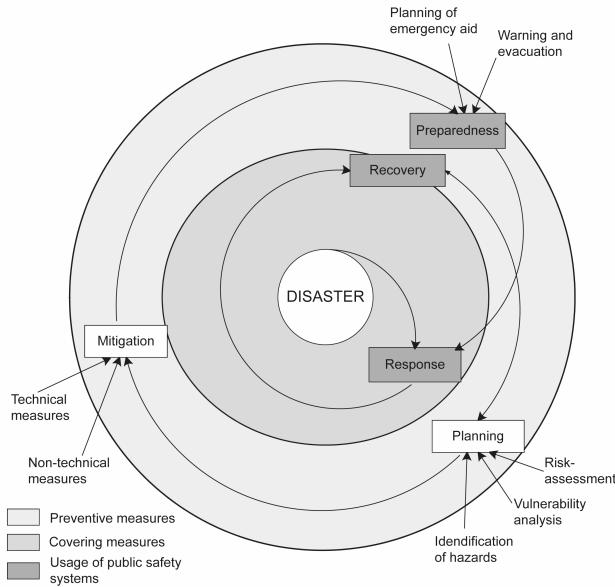 Planning of
emergency aid
Warning and
evacuation
Preparedness
Recovery
DISASTER
Mitigation
Response
Technical
measures
Planning
Non-technical
measures
Risk-
assessment
Vulnerability
analysis
Idendification
of hazards
Preventive measures
Covering measures
Usage of public safety
systems